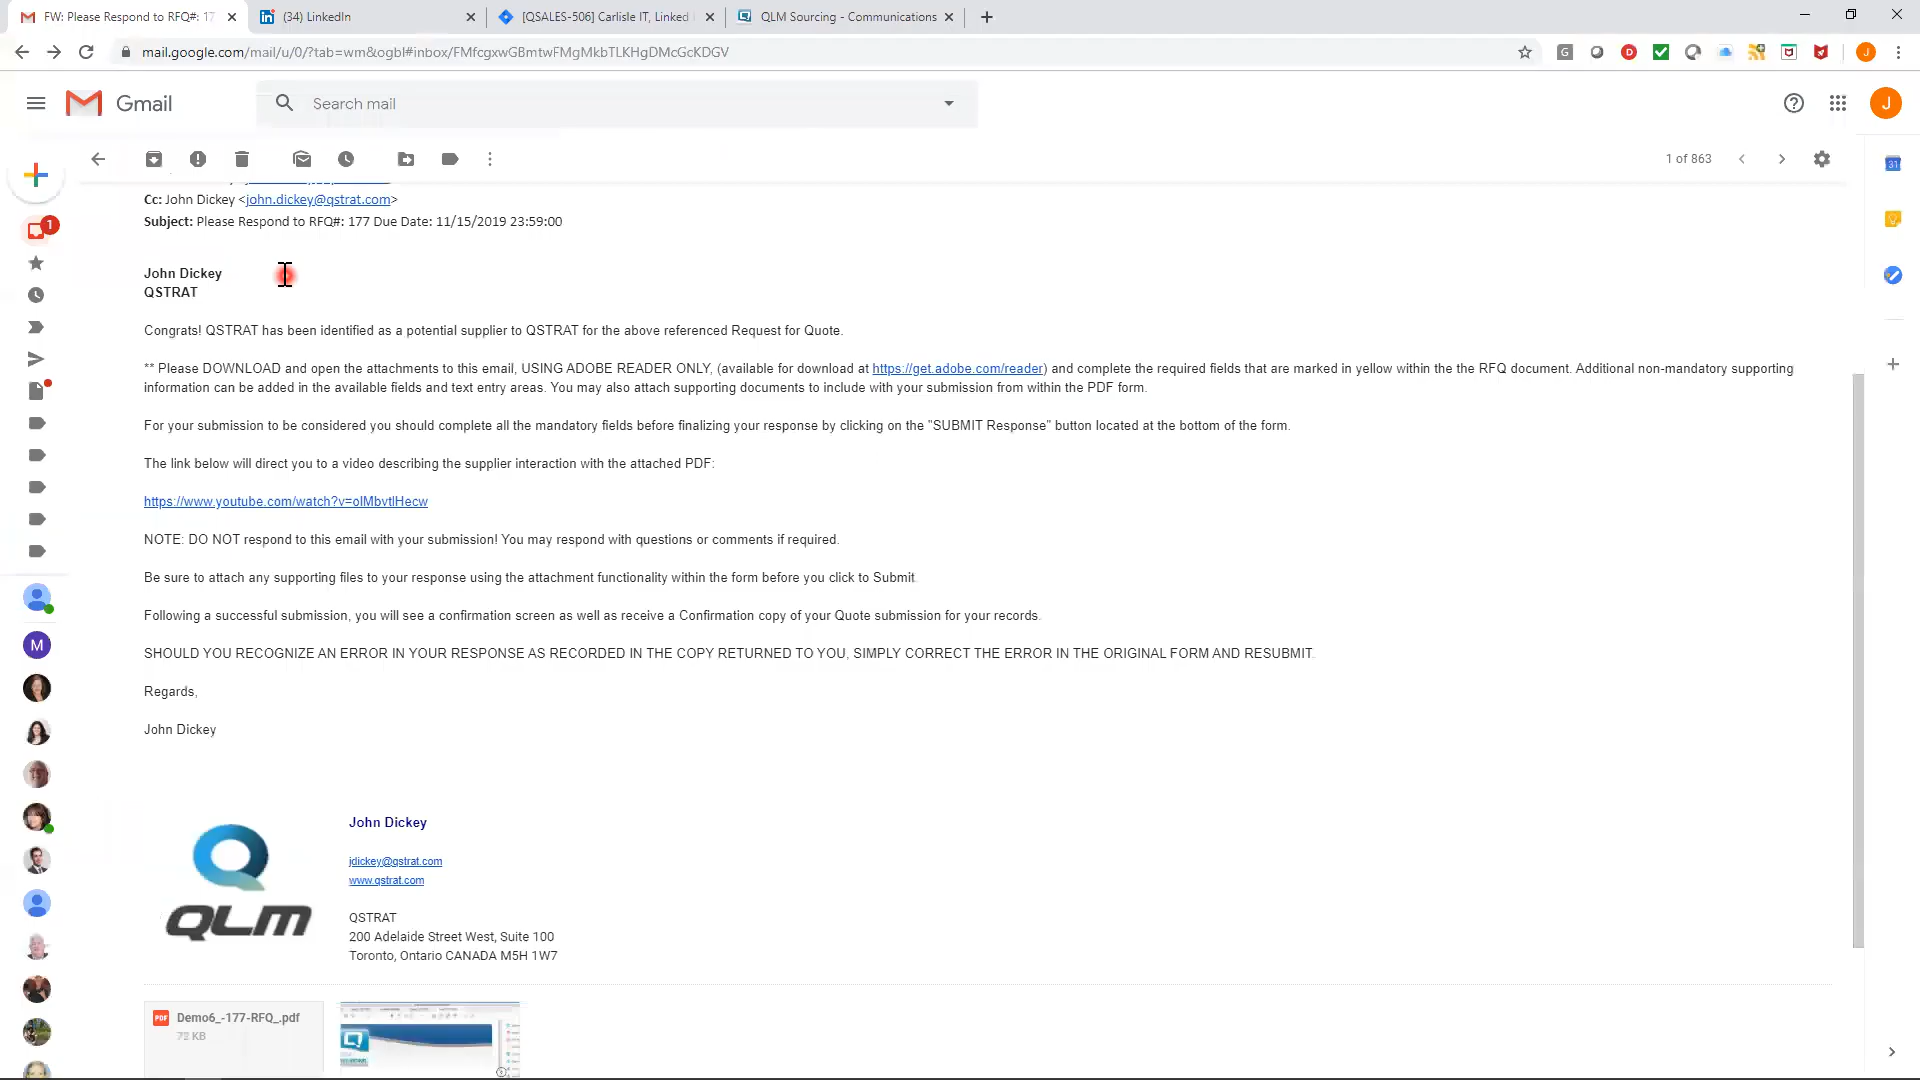 FW: Please Respond to RFQ#: 17
(34) LinkedIn
[QSALES-506] Carlisle IT, Linked
QLM Sourcing - Communications
mail.google.com/mail/u/0/?tab=wm&ogbl#inbox/FMfcgxwGBmtwFMgMkbTLKHgDMcGcKDGV
Gmail
Search mail
J
1 of 863
1
Cc: John Dickey <john.dickey@qstrat.com>
Subject: Please Respond to RFQ#: 177 Due Date: 11/15/2019 23:59:00
John Dickey
QSTRAT
Congrats! QSTRAT has been identified as a potential supplier to QSTRAT for the above referenced Request for Quote.
** Please DOWNLOAD and open the attachments to this email, USING ADOBE READER ONLY, (available for download at https://get.adobe.com/reader) and complete the required fields that are marked in yellow within the the RFQ document. Additional non-mandatory supporting
information can be added in the available fields and text entry areas. You may also attach supporting documents to include with your submission from within the PDF form.
For your submission to be considered you should complete all the mandatory fields before finalizing your response by clicking on the "SUBMIT Response" button located at the bottom of the form.
The link below will direct you to a video describing the supplier interaction with the attached PDF:
https://www.youtube.com/watch?v=oIMbvtlHecw
NOTE: DO NOT respond to this email with your submission! You may respond with questions or comments if required.
Be sure to attach any supporting files to your response using the attachment functionality within the form before you click to Submit.
Following a successful submission, you will see a confirmation screen as well as receive a Confirmation copy of your Quote submission for your records.
SHOULD YOU RECOGNIZE AN ERROR IN YOUR RESPONSE AS RECORDED IN THE COPY RETURNED TO YOU, SIMPLY CORRECT THE ERROR IN THE ORIGINAL FORM AND RESUBMIT.
Regards,
M
John Dickey
QLM
John Dickey
jdickey@qstrat.com
www.qstrat.com
QSTRAT
200 Adelaide Street West, Suite 100
Toronto, Ontario CANADA M5H 1W7
PDF Demo6_-177-RFQ_.pdf
72 KB